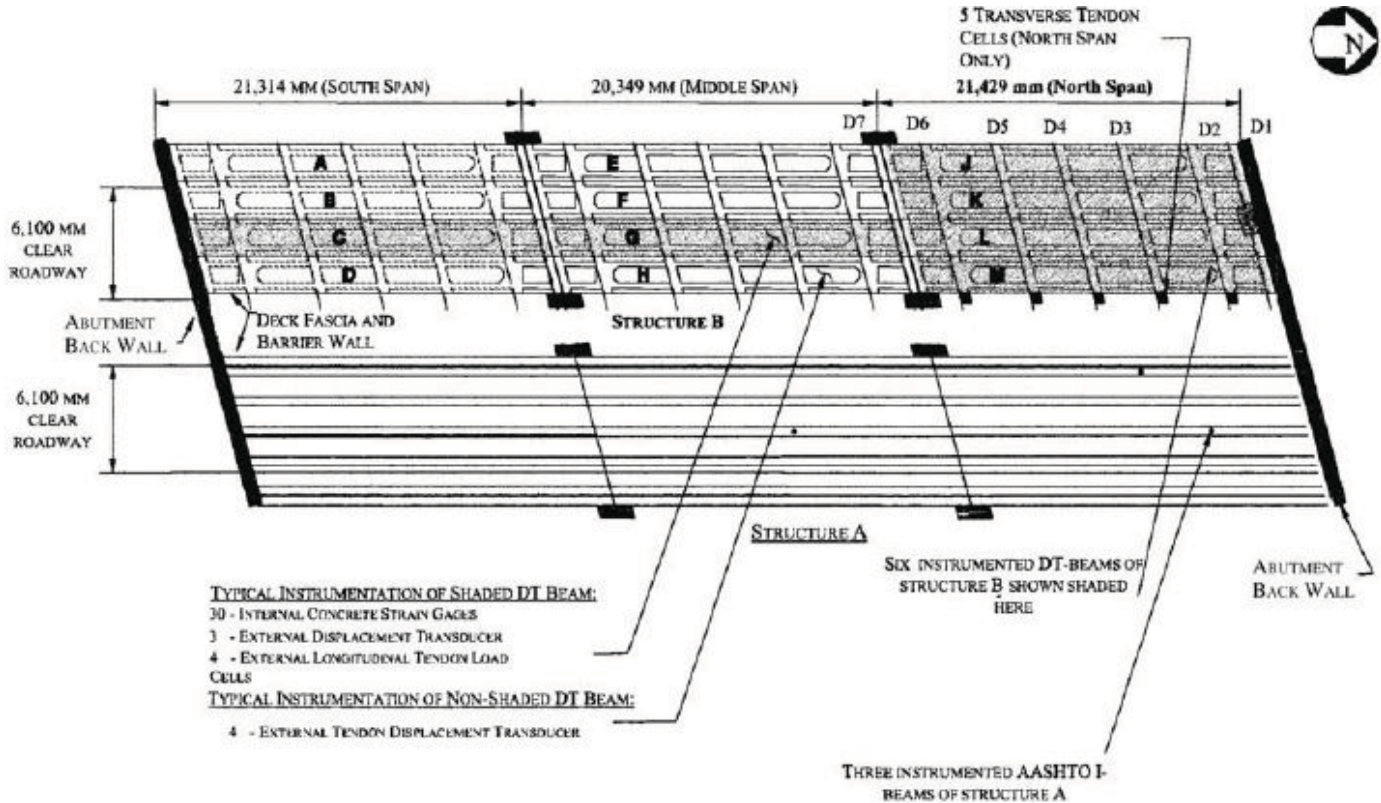 5 TRANSVERSE TENDON
CELLS (NORTH SPAN
ONLY)
N
21,314 MM (SOUTH SPAN)
20,349 MM (MIDDLE SPAN)
21,429 mm (North Span)
D7
D6
D5
D4
D3
D2
D1
A
E
J
B
F
K
C
G
L
D
H
M
6,100 MM
CLEAR
ROADWAY
ABUTMENT
BACK WALL
DECK FASCIA AND
BARRIER WALL
STRUCTURE B
6,100 MM
CLEAR
ROADWAY
STRUCTURE A
SIX INSTRUMENTED DT-BEAMS OF
STRUCTURE B SHOWN SHADED
HERE
ABUTMENT
BACK WALL
TYPICAL INSTRUMENTATION OF SHADED DT BEAM:
30 - INTERNAL CONCRETE STRAIN GAGES
3 - EXTERNAL DISPLACEMENT TRANSDUCER
4 - EXTERNAL LONGITUDINAL TENDON LOAD
CELLS
TYPICAL INSTRUMENTATION OF NON-SHADED DT BEAM:
4 - EXTERNAL TENDON DISPLACEMENT TRANSDUCER
THREE INSTRUMENTED AASHTO I-
BEAMS OF STRUCTURE A